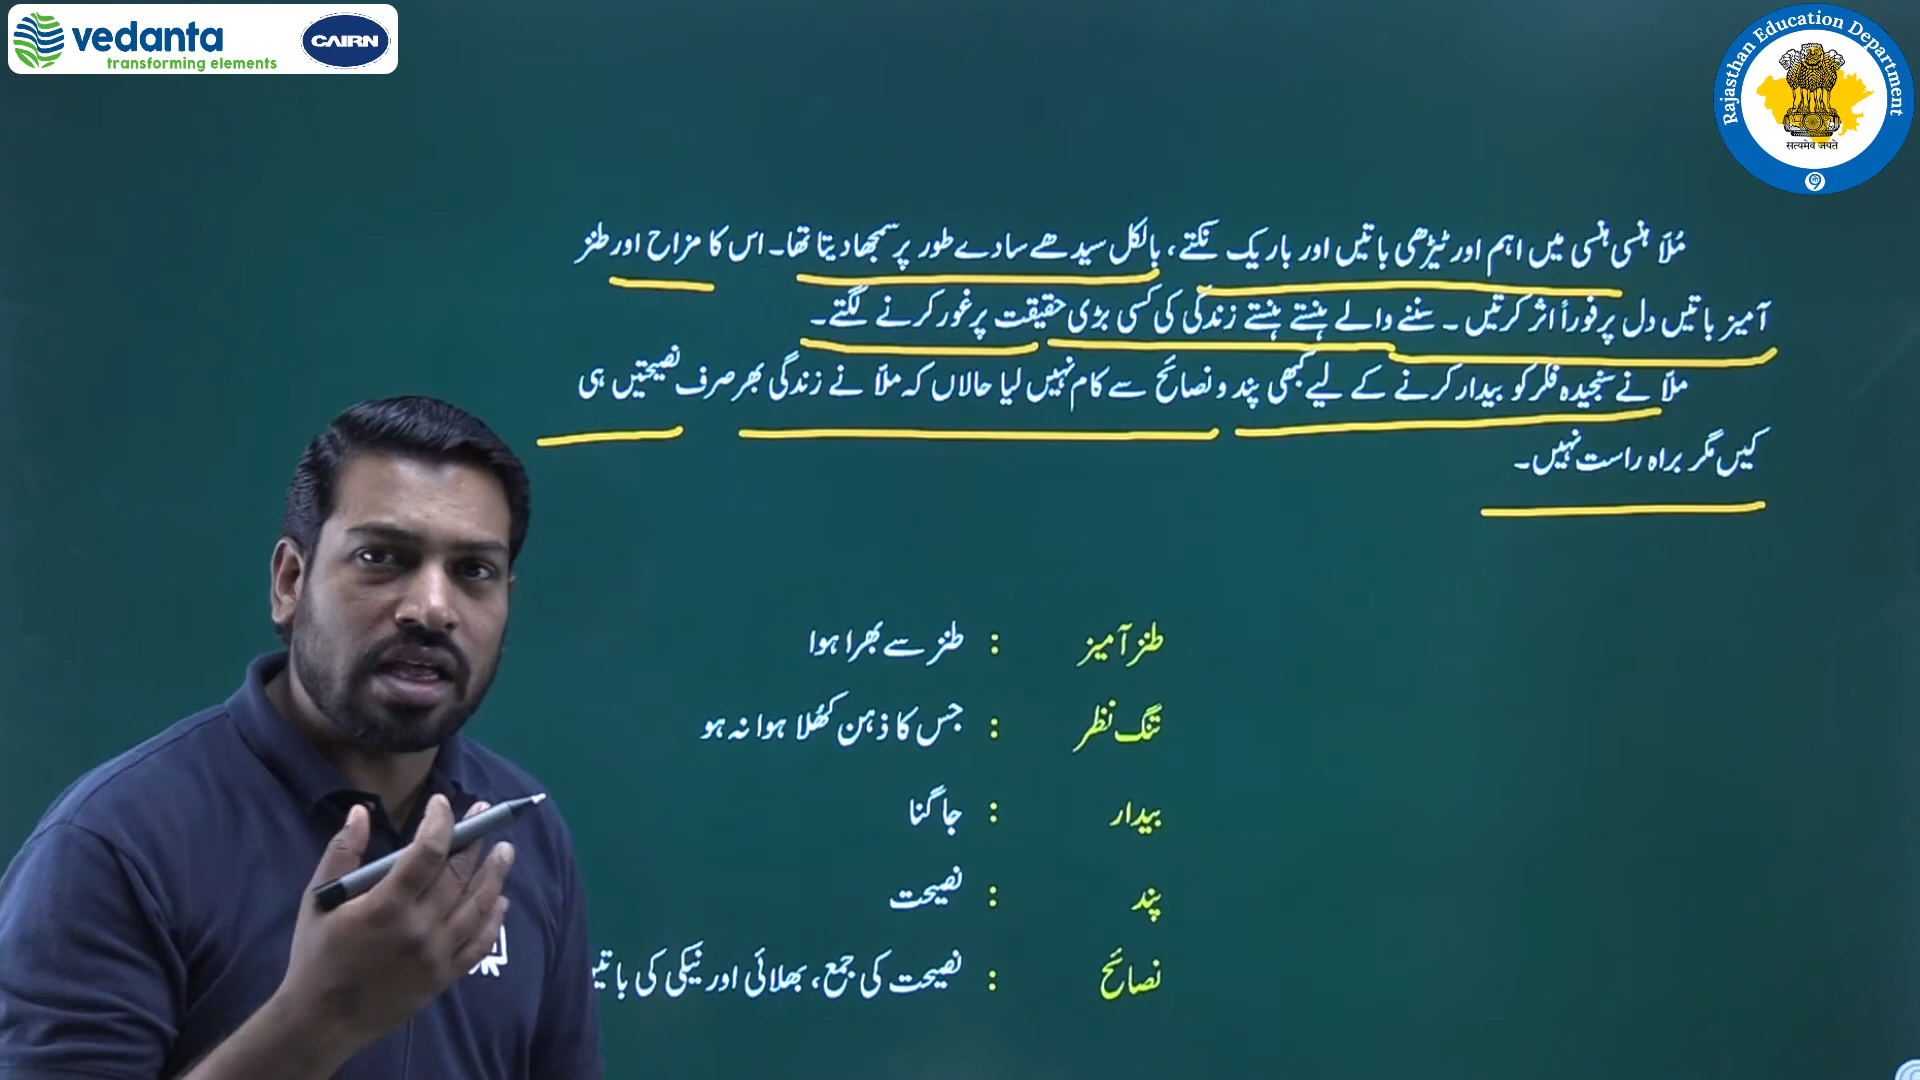 vedanta
transforming elements
CAIRN
Rajasthan Education Department
सत्यमेव जयते
مُلّا ہنسی ہنسی میں اہم اور ٹیڑھی باتیں اور باریک نکتے، بالکل سیدھے سادے طور پر سمجھا دیتا تھا۔ اس کا مزاح اور طنز
آمیز باتیں دل پر فوراً اثر کرتیں ۔ سننے والے ہنستے ہنستے زندگی کی کسی بڑی حقیقت پر غور کرنے لگتے۔
ملّا نے سنجیدہ فکر کو بیدار کرنے کے لیے کبھی پند و نصائح سے کام نہیں لیا حالاں کہ ملّا نے زندگی بھر صرف نصیحتیں ہی
کیں مگر براہ راست نہیں۔
طنز آمیز : طنز سے بھرا ہوا
تنگ نظر : جس کا ذہن کھُلا ہوا نہ ہو
بیدار : جاگنا
پند : نصیحت
نصائح : نصیحت کی جمع، بھلائی اور نیکی کی